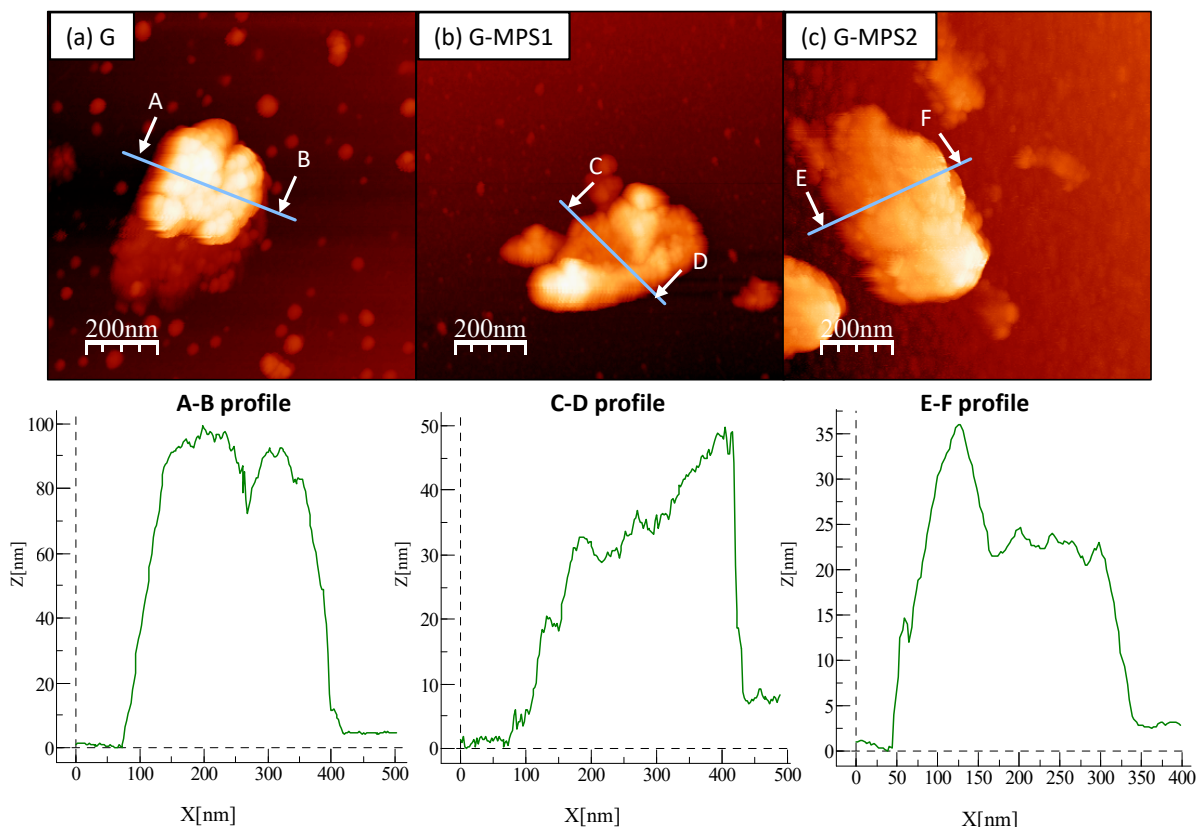 (a) G
(b) G-MPS1
(c) G-MPS2
A
B
C
D
E
F
200nm
200nm
200nm
A-B profile
C-D profile
E-F profile
100
80
60
40
20
0
Z[nm]
0
100
200
300
400
500
X[nm]
50
40
30
20
10
0
Z[nm]
0
100
200
300
400
500
X[nm]
35
30
25
20
15
10
5
0
Z[nm]
0
50
100
150
200
250
300
350
400
X[nm]